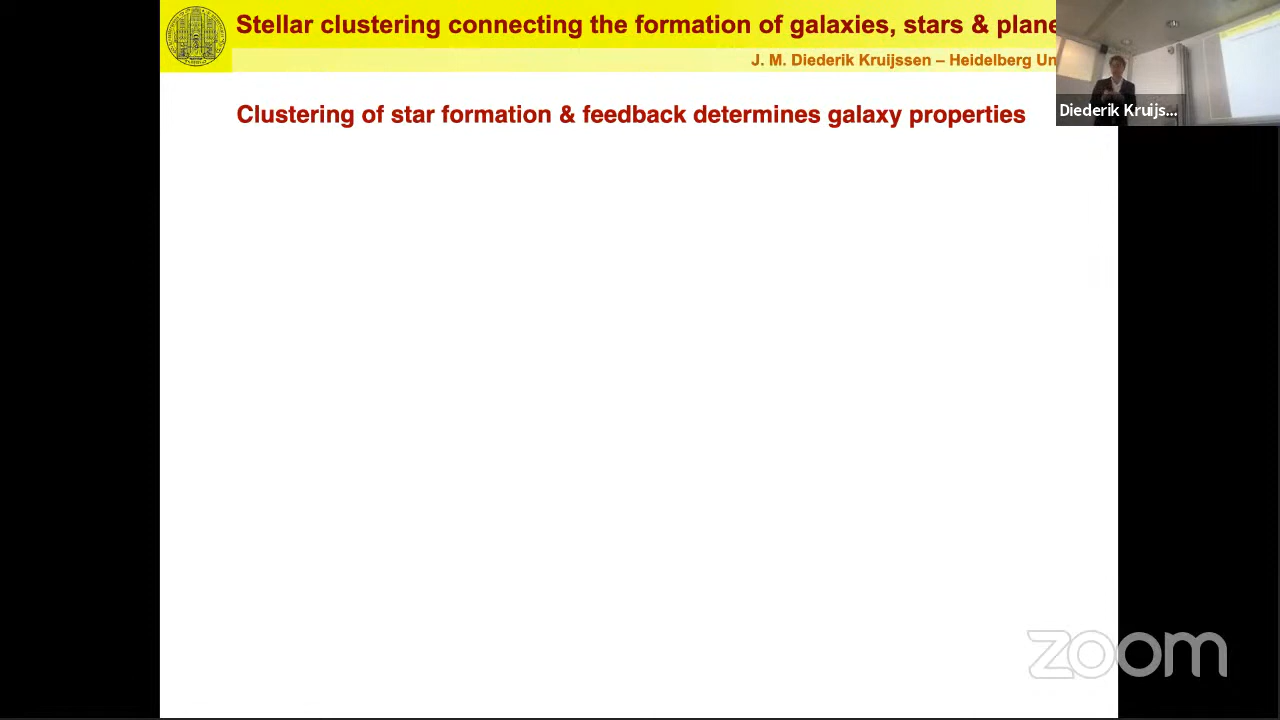 Stellar clustering connecting the formation of galaxies, stars & plane
J. M. Diederik Kruijssen – Heidelberg Un
Diederik Kruijs...
Clustering of star formation & feedback determines galaxy properties
zoom